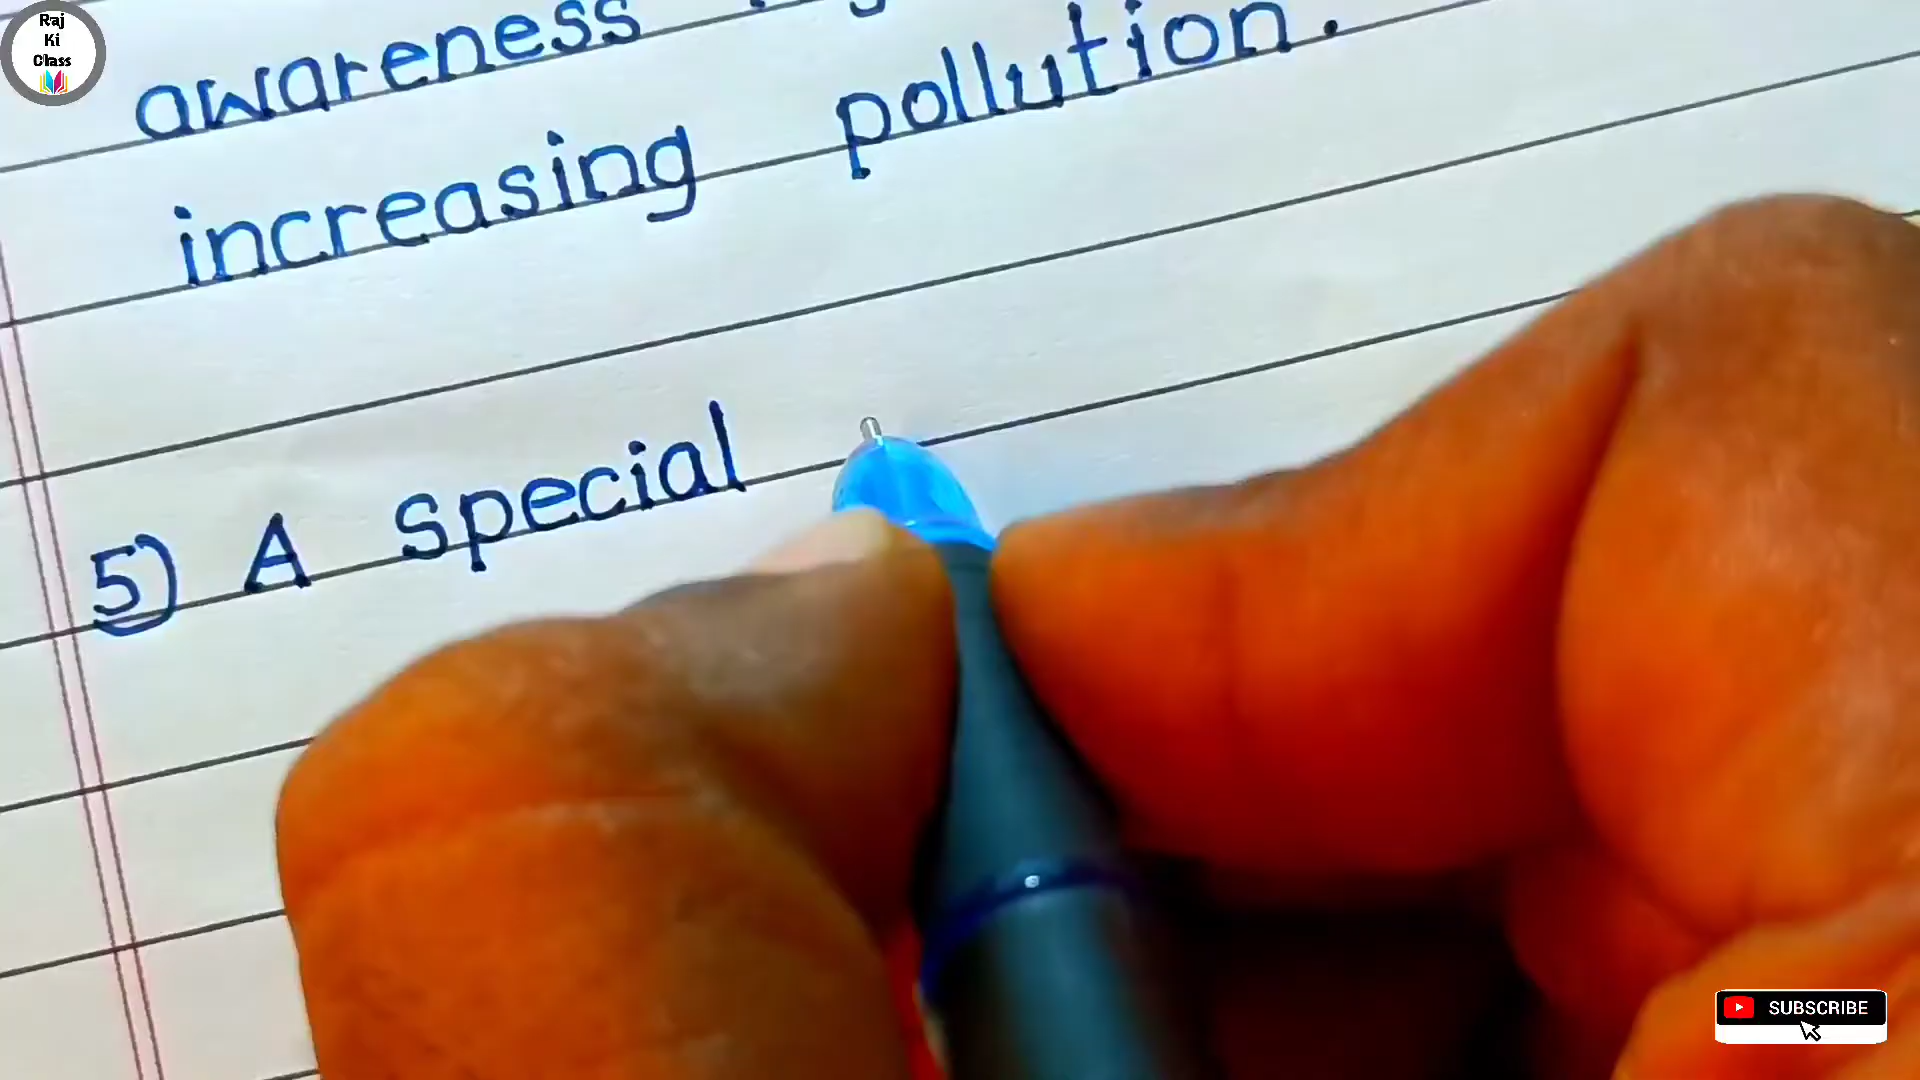 Raj
Ki
Class
awareness
increasing pollution.
5) A special
SUBSCRIBE